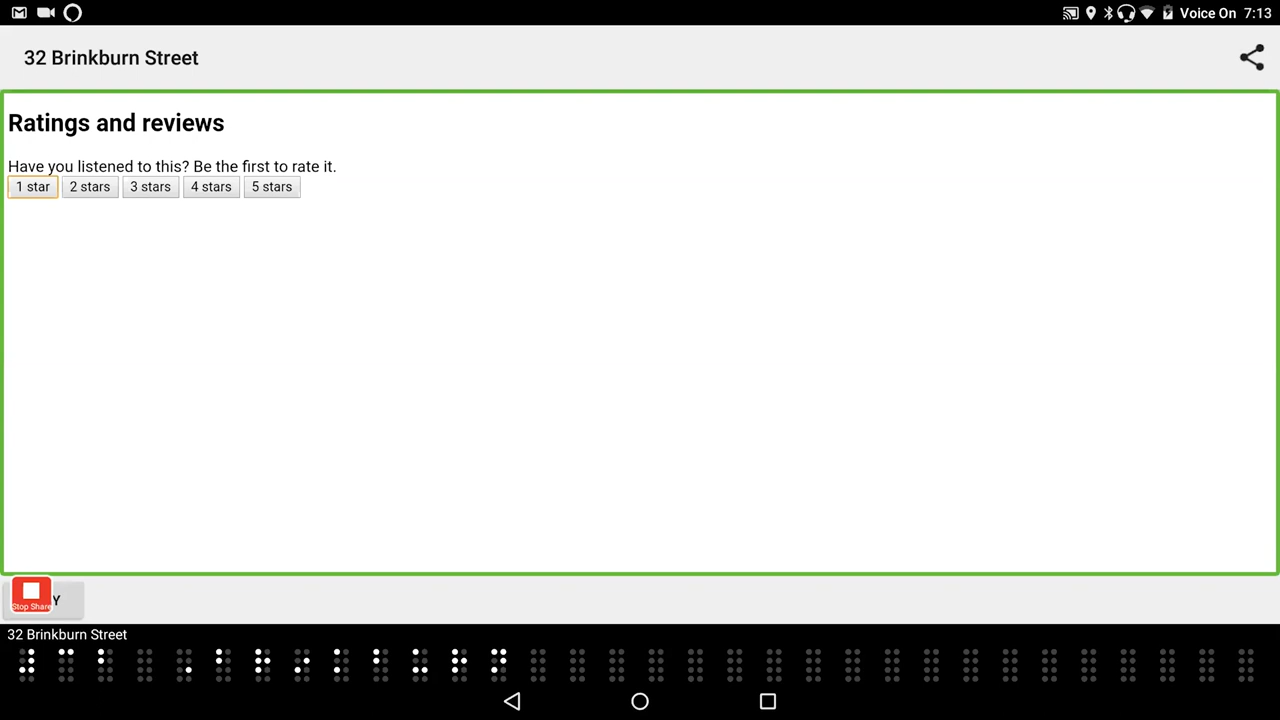 Voice On 7:13
32 Brinkburn Street
Ratings and reviews
Have you listened to this? Be the first to rate it.
1 star 2 stars 3 stars 4 stars 5 stars
Stop Share
Y
32 Brinkburn Street